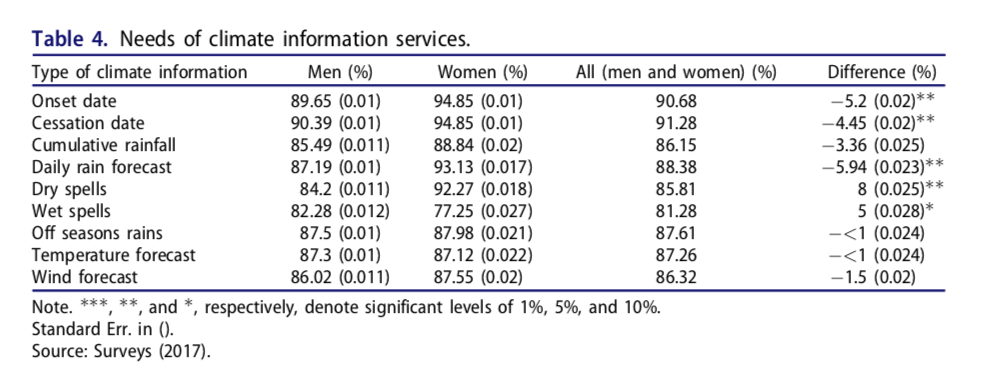 Table 4. Needs of climate information services.
Type of climate information Men (%) Women (%) All (men and women) (%) Difference (%)
Onset date 89.65 (0.01) 94.85 (0.01) 90.68 −5.2 (0.02)**
Cessation date 90.39 (0.01) 94.85 (0.01) 91.28 −4.45 (0.02)**
Cumulative rainfall 85.49 (0.011) 88.84 (0.02) 86.15 −3.36 (0.025)
Daily rain forecast 87.19 (0.01) 93.13 (0.017) 88.38 −5.94 (0.023)**
Dry spells 84.2 (0.011) 92.27 (0.018) 85.81 8 (0.025)**
Wet spells 82.28 (0.012) 77.25 (0.027) 81.28 5 (0.028)*
Off seasons rains 87.5 (0.01) 87.98 (0.021) 87.61 −<1 (0.024)
Temperature forecast 87.3 (0.01) 87.12 (0.022) 87.26 −<1 (0.024)
Wind forecast 86.02 (0.011) 87.55 (0.02) 86.32 −1.5 (0.02)
Note. ***, **, and *, respectively, denote significant levels of 1%, 5%, and 10%.
Standard Err. in ().
Source: Surveys (2017).